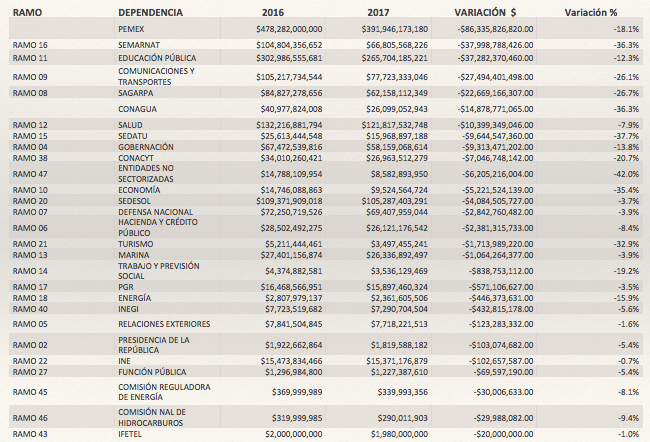 RAMO DEPENDENCIA 2016 2017 VARIACIÓN $ Variación %
PEMEX $478,282,000,000 $391,946,173,180 -$86,335,826,820.00 -18.1%
RAMO 16 SEMARNAT $104,804,356,652 $66,805,568,226 -$37,998,788,426.00 -36.3%
RAMO 11 EDUCACIÓN PÚBLICA $302,986,555,681 $265,704,185,221 -$37,282,370,460.00 -12.3%
RAMO 09 COMUNICACIONES Y TRANSPORTES $105,217,734,544 $77,723,333,046 -$27,494,401,498.00 -26.1%
RAMO 08 SAGARPA $84,827,278,656 $62,158,112,349 -$22,669,166,307.00 -26.7%
CONAGUA $40,977,824,008 $26,099,052,943 -$14,878,771,065.00 -36.3%
RAMO 12 SALUD $132,216,881,794 $121,817,532,748 -$10,399,349,046.00 -7.9%
RAMO 15 SEDATU $25,613,444,548 $15,968,897,188 -$9,644,547,360.00 -37.7%
RAMO 04 GOBERNACIÓN $67,472,539,816 $58,159,068,614 -$9,313,471,202.00 -13.8%
RAMO 38 CONACYT $34,010,260,421 $26,963,512,279 -$7,046,748,142.00 -20.7%
RAMO 47 ENTIDADES NO SECTORIZADAS $14,788,109,954 $8,582,893,950 -$6,205,216,004.00 -42.0%
RAMO 10 ECONOMÍA $14,746,088,863 $9,524,564,724 -$5,221,524,139.00 -35.4%
RAMO 20 SEDESOL $109,371,909,018 $105,287,403,291 -$4,084,505,727.00 -3.7%
RAMO 07 DEFENSA NACIONAL $72,250,719,526 $69,407,959,044 -$2,842,760,482.00 -3.9%
RAMO 06 HACIENDA Y CRÉDITO PÚBLICO $28,502,492,275 $26,121,176,542 -$2,381,315,733.00 -8.4%
RAMO 21 TURISMO $5,211,444,461 $3,497,455,241 -$1,713,989,220.00 -32.9%
RAMO 13 MARINA $27,401,156,874 $26,336,892,497 -$1,064,264,377.00 -3.9%
RAMO 14 TRABAJO Y PREVISIÓN SOCIAL $4,374,882,581 $3,536,129,469 -$838,753,112.00 -19.2%
RAMO 17 PGR $16,468,566,951 $15,897,460,324 -$571,106,627.00 -3.5%
RAMO 18 ENERGÍA $2,807,979,137 $2,361,605,506 -$446,373,631.00 -15.9%
RAMO 40 INEGI $7,723,519,682 $7,290,704,504 -$432,815,178.00 -5.6%
RAMO 05 RELACIONES EXTERIORES $7,841,504,845 $7,718,221,513 -$123,283,332.00 -1.6%
RAMO 02 PRESIDENCIA DE LA REPÚBLICA $1,922,662,864 $1,819,588,182 -$103,074,682.00 -5.4%
RAMO 22 INE $15,473,834,466 $15,371,176,879 -$102,657,587.00 -0.7%
RAMO 27 FUNCIÓN PÚBLICA $1,296,984,800 $1,227,387,610 -$69,597,190.00 -5.4%
RAMO 45 COMISIÓN REGULADORA DE ENERGÍA $369,999,989 $339,993,356 -$30,006,633.00 -8.1%
RAMO 46 COMISIÓN NAL DE HIDROCARBUROS $319,999,985 $290,011,903 -$29,988,082.00 -9.4%
RAMO 43 IFETEL $2,000,000,000 $1,980,000,000 -$20,000,000.00 -1.0%